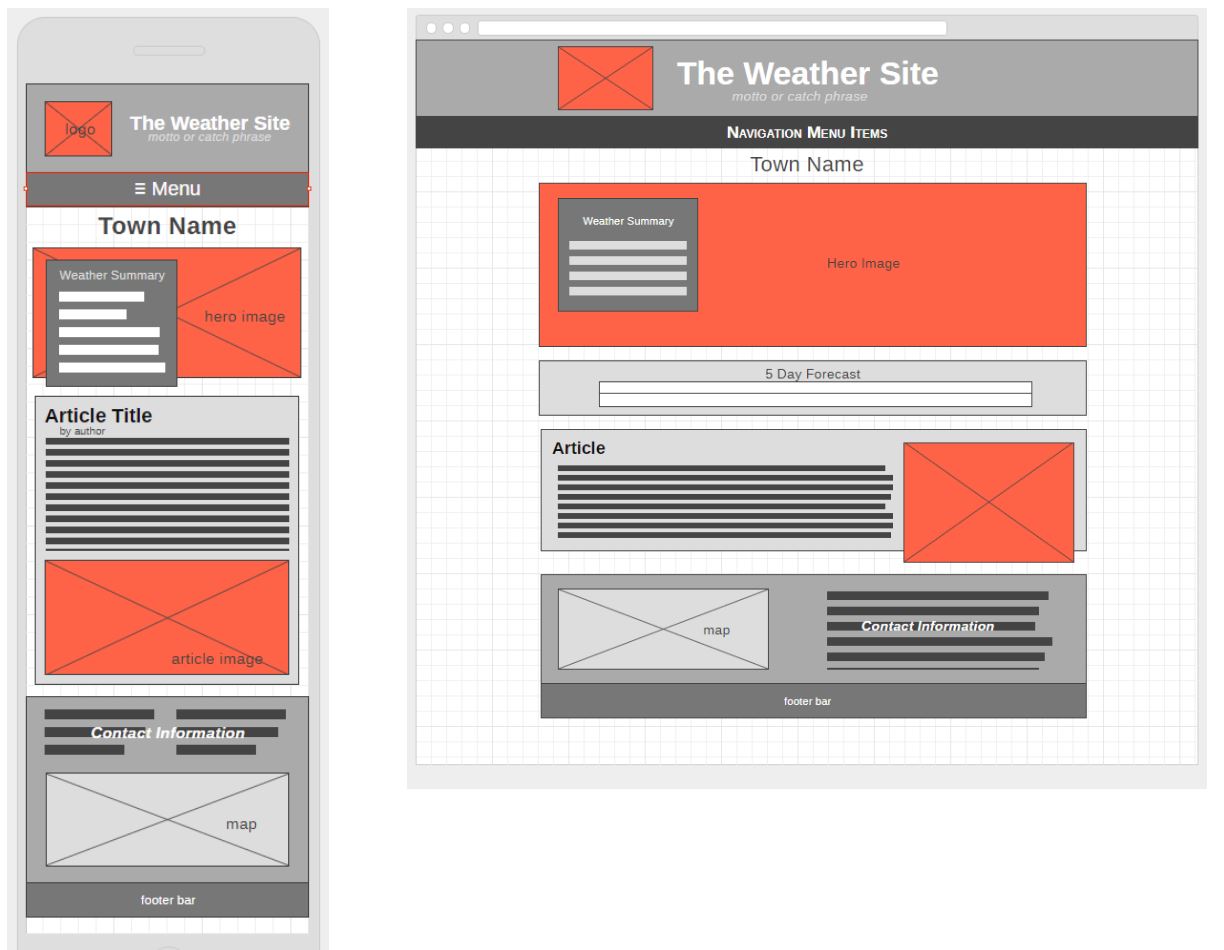 logo
The Weather Site
motto or catch phrase
☰ Menu
Town Name
Weather Summary
hero image
Article Title
by author
article image
Contact Information
map
footer bar
The Weather Site
motto or catch phrase
Navigation Menu Items
Town Name
Weather Summary
Hero Image
5 Day Forecast
Article
map
Contact Information
footer bar